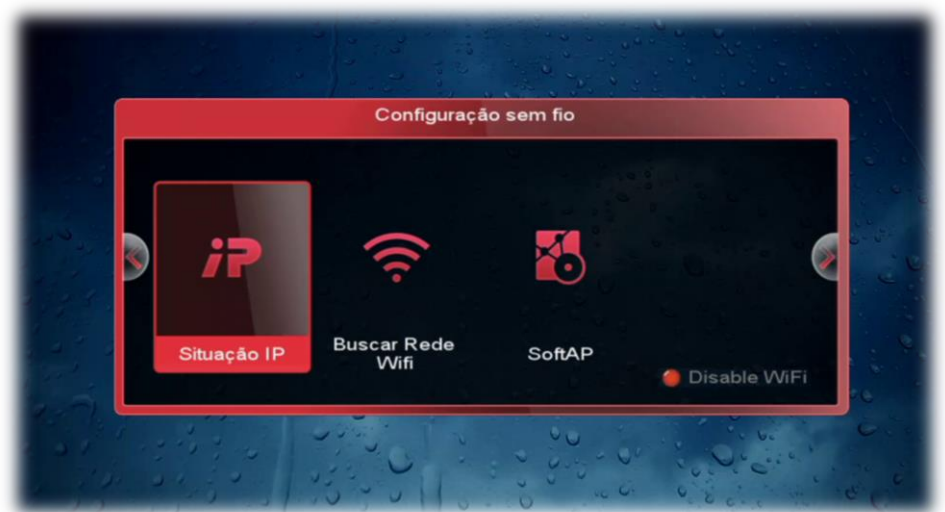 Configuração sem fio
iP
Situação IP
Buscar Rede
Wifi
SoftAP
Disable WiFi